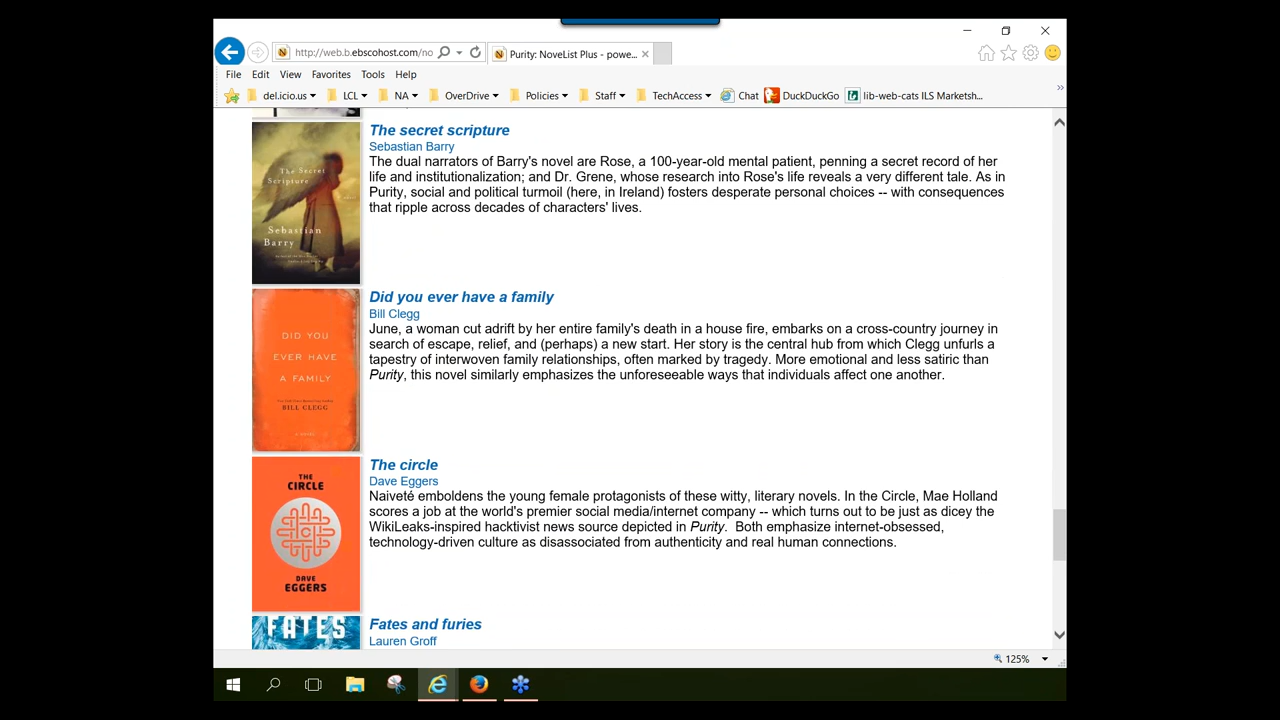 http://web.b.ebscohost.com/no
Purity: NoveList Plus - powe...
File Edit View Favorites Tools Help
del.icio.us LCL NA OverDrive Policies Staff TechAccess Chat DuckDuckGo lib-web-cats ILS Marketsh...
The secret scripture
Sebastian Barry
The dual narrators of Barry's novel are Rose, a 100-year-old mental patient, penning a secret record of her
life and institutionalization; and Dr. Grene, whose research into Rose's life reveals a very different tale. As in
Purity, social and political turmoil (here, in Ireland) fosters desperate personal choices -- with consequences
that ripple across decades of characters' lives.
The Secret
Scripture
Sebastian
Barry
Did you ever have a family
Bill Clegg
June, a woman cut adrift by her entire family's death in a house fire, embarks on a cross-country journey in
search of escape, relief, and (perhaps) a new start. Her story is the central hub from which Clegg unfurls a
tapestry of interwoven family relationships, often marked by tragedy. More emotional and less satiric than
Purity, this novel similarly emphasizes the unforeseeable ways that individuals affect one another.
DID YOU
EVER HAVE
A FAMILY
BILL CLEGG
The circle
Dave Eggers
Naiveté emboldens the young female protagonists of these witty, literary novels. In the Circle, Mae Holland
scores a job at the world's premier social media/internet company -- which turns out to be just as dicey the
WikiLeaks-inspired hacktivist news source depicted in Purity. Both emphasize internet-obsessed,
technology-driven culture as disassociated from authenticity and real human connections.
THE
CIRCLE
DAVE
EGGERS
Fates and furies
Lauren Groff
FATES
125%